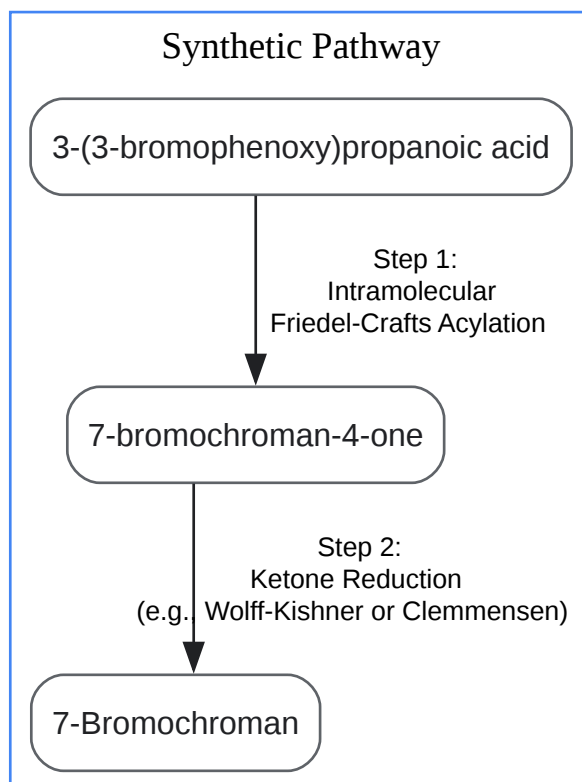 Synthetic Pathway
3-(3-bromophenoxy)propanoic acid
Step 1:
Intramolecular
Friedel-Crafts Acylation
7-bromochroman-4-one
Step 2:
Ketone Reduction
(e.g., Wolff-Kishner or Clemmensen)
7-Bromochroman